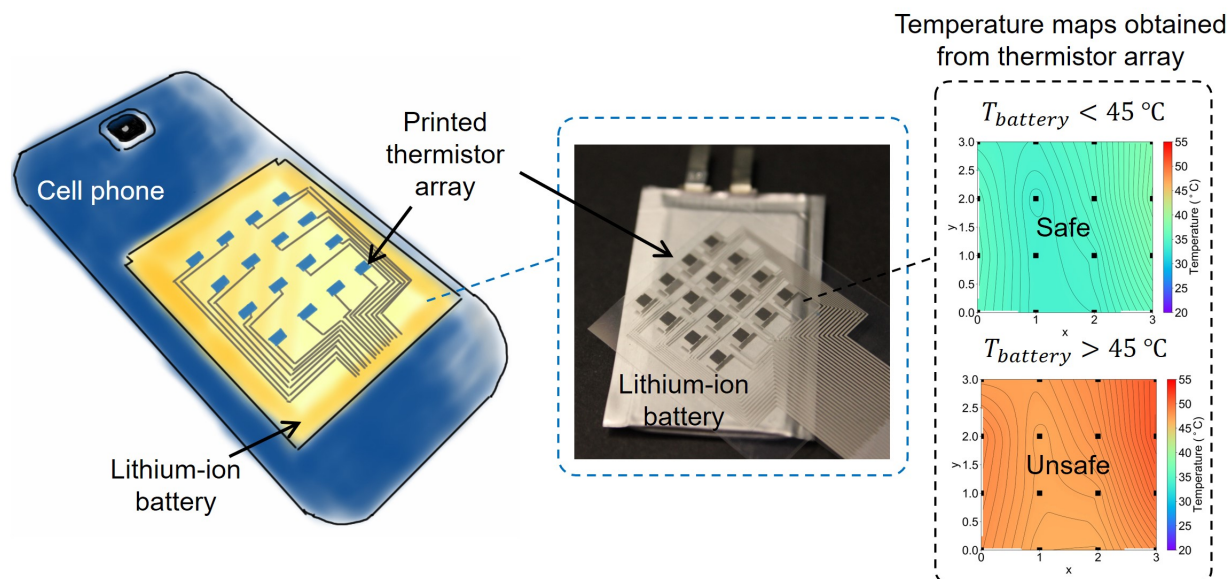 Temperature maps obtained
from thermistor array
Printed
thermistor
array
Cell phone
Lithium-ion
battery
Lithium-ion
battery
T_battery < 45 °C
3.0
2.5
2.0
1.5
1.0
0.5
0.0
y
0
1
2
3
x
Safe
55
50
45
40
35
30
25
20
Temperature (°C)
T_battery > 45 °C
3.0
2.5
2.0
1.5
1.0
0.5
0.0
y
0
1
2
3
x
Unsafe
55
50
45
40
35
30
25
20
Temperature (°C)